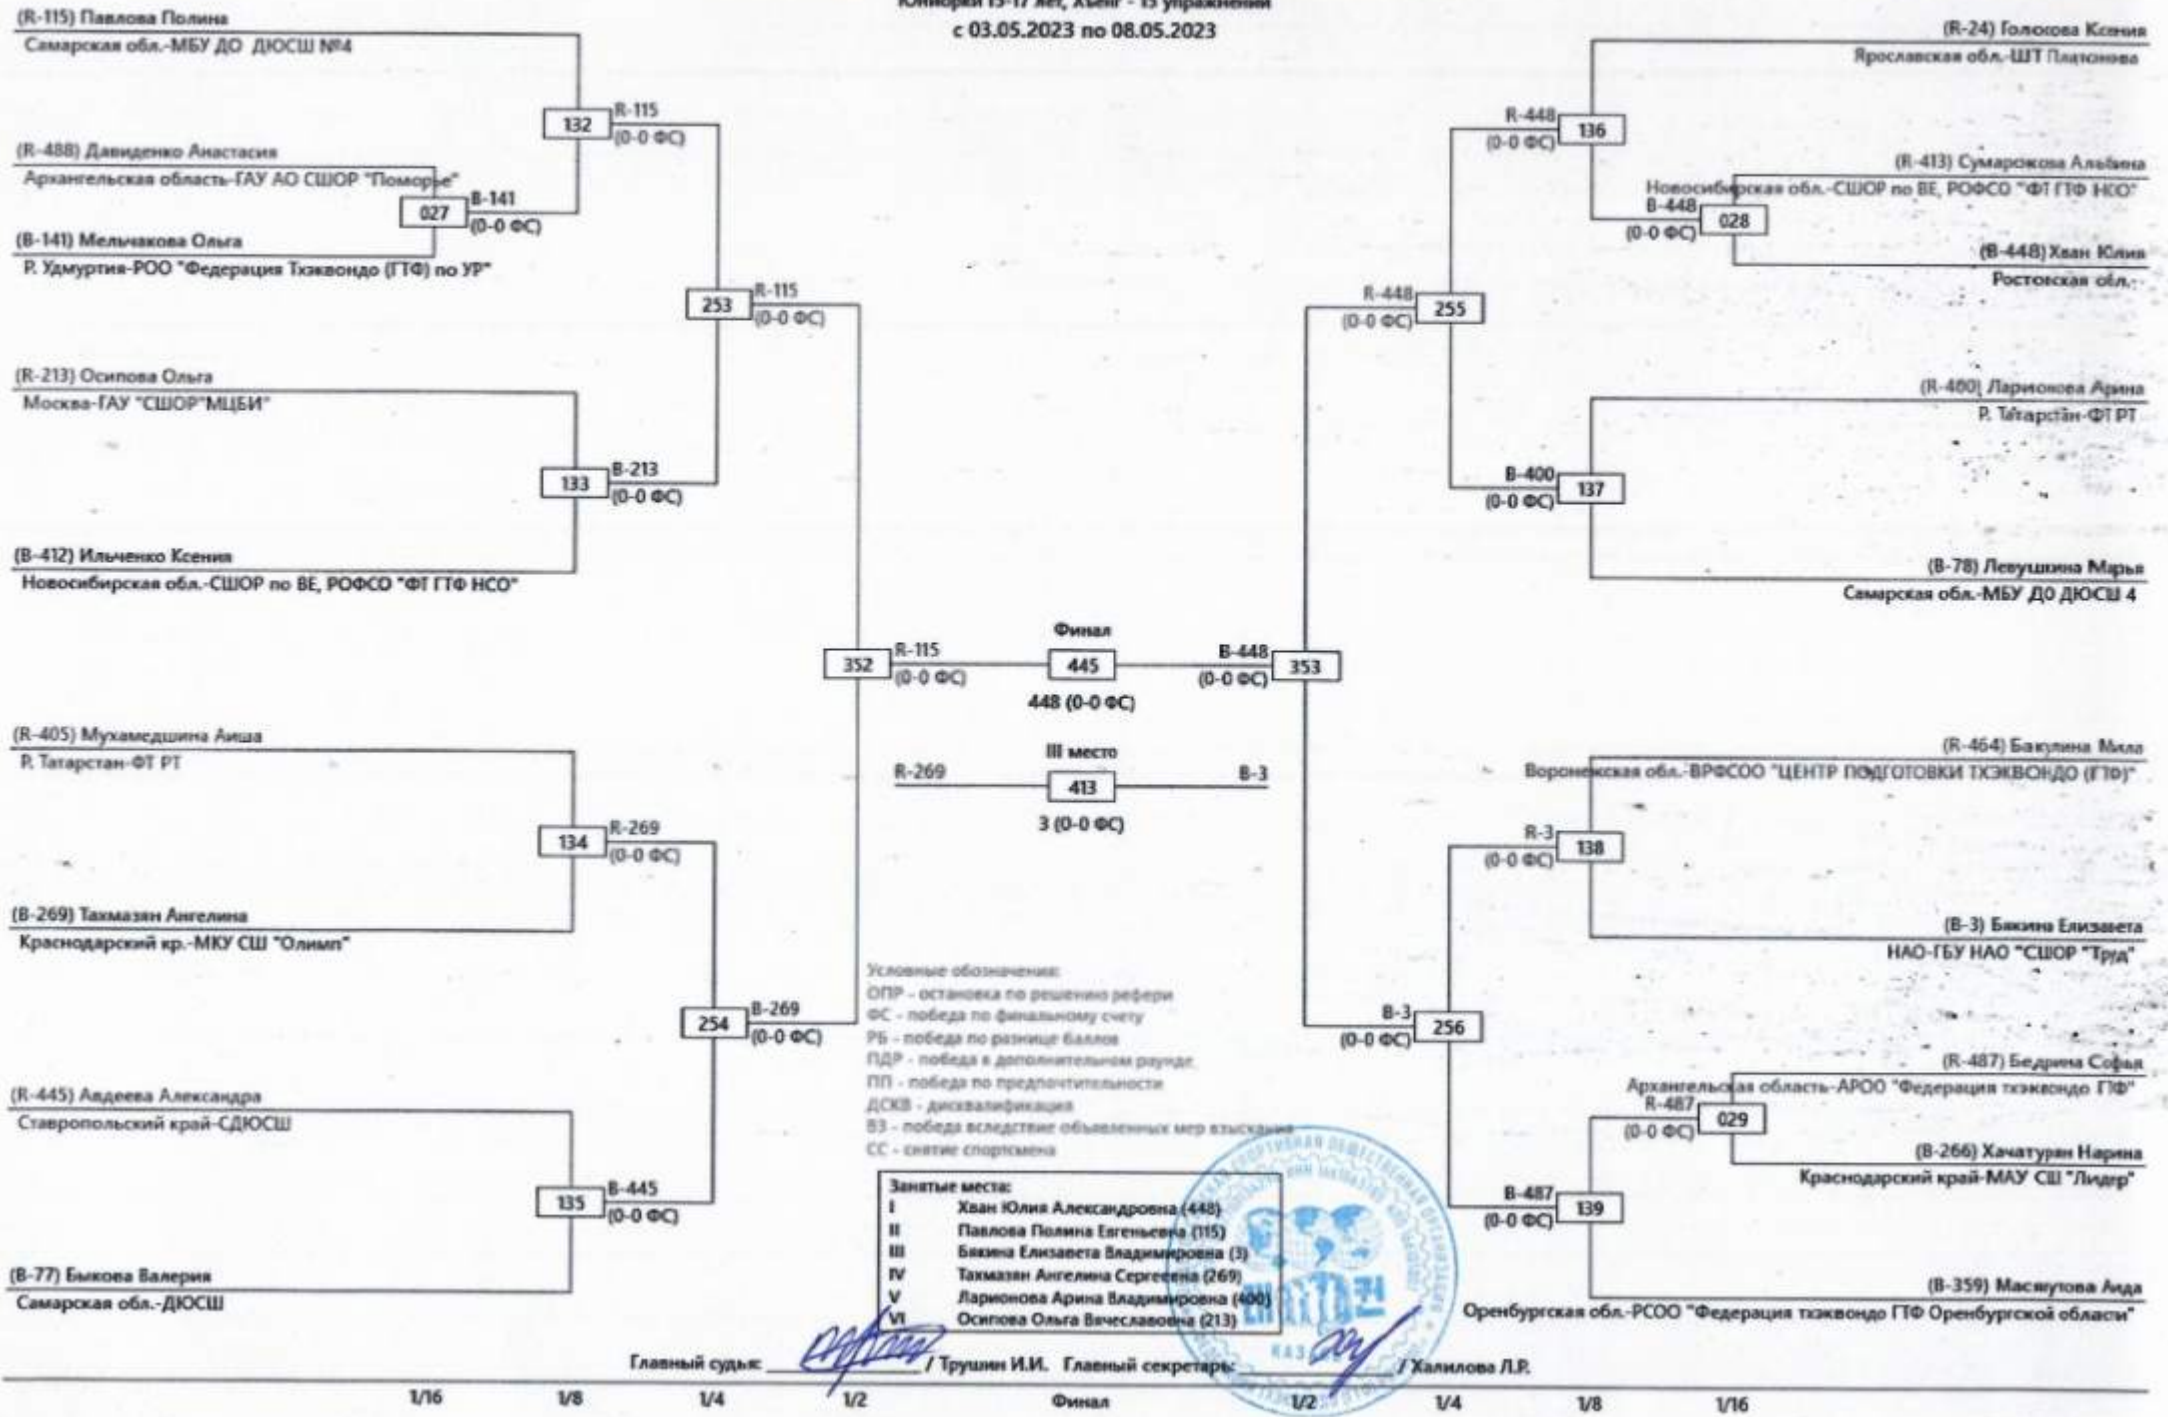 Юниорки 15-17 лет, Хъенг - 15 упражнений
с 03.05.2023 по 08.05.2023
(R-115) Павлова Полина
Самарская обл.-МБУ ДО ДЮСШ №4
132
R-115
(0-0 ФС)
(R-488) Давиденко Анастасия
Архангельская область-ГАУ АО СШОР "Поморье"
027
B-141
(0-0 ФС)
(B-141) Мельчакова Ольга
Р. Удмуртия-РОО "Федерация Тхэквондо (ГТФ) по УР"
253
R-115
(0-0 ФС)
(R-213) Осипова Ольга
Москва-ГАУ "СШОР"МЦБИ"
133
B-213
(0-0 ФС)
(B-412) Ильченко Ксения
Новосибирская обл.-СШОР по ВЕ, РОФСО "ФТ ГТФ НСО"
352
R-115
(0-0 ФС)
(R-405) Мухамедшина Аиша
Р. Татарстан-ФТ РТ
134
R-269
(0-0 ФС)
(B-269) Тахмазян Ангелина
Краснодарский кр.-МКУ СШ "Олимп"
254
B-269
(0-0 ФС)
(R-445) Авдеева Александра
Ставропольский край-СДЮСШ
135
B-445
(0-0 ФС)
(B-77) Быкова Валерия
Самарская обл.-ДЮСШ
Финал
445
448 (0-0 ФС)
III место
R-269
413
B-3
3 (0-0 ФС)
(R-24) Голосова Ксения
Ярославская обл.-ШТ Платонова
R-448
(0-0 ФС)
136
(R-413) Сумарокова Альбина
Новосибирская обл.-СШОР по ВЕ, РОФСО "ФТ ГТФ НСО"
B-448
(0-0 ФС)
028
(B-448) Хван Юлия
Ростовская обл.-
R-448
(0-0 ФС)
255
(R-400) Ларионова Арина
Р. Татарстан-ФТ РТ
B-400
(0-0 ФС)
137
(B-78) Левушкина Марья
Самарская обл.-МБУ ДО ДЮСШ 4
B-448
(0-0 ФС)
353
(R-464) Бакулина Мила
Воронежская обл.-ВРФСОО "ЦЕНТР ПОДГОТОВКИ ТХЭКВОНДО (ГТФ)"
R-3
(0-0 ФС)
138
(B-3) Бякина Елизавета
НАО-ГБУ НАО "СШОР "Труд"
B-3
(0-0 ФС)
256
(R-487) Бедрина Софья
Архангельская область-АРОО "Федерация тхэквондо ГТФ"
R-487
(0-0 ФС)
029
(B-266) Хачатурян Нарина
Краснодарский край-МАУ СШ "Лидер"
B-487
(0-0 ФС)
139
(B-359) Масягутова Аида
Оренбургская обл.-РСОО "Федерация тхэквондо ГТФ Оренбургской области"
Условные обозначения:
ОПР - остановка по решению рефери
ФС - победа по финальному счету
РБ - победа по разнице баллов
ПДР - победа в дополнительном раунде
ПП - победа по предпочтительности
ДСКВ - дисквалификация
ВЗ - победа вследствие объявленных мер взыскания
СС - снятие спортсмена
Занятые места:
I Хван Юлия Александровна (448)
II Павлова Полина Евгеньевна (115)
III Бякина Елизавета Владимировна (3)
IV Тахмазян Ангелина Сергеевна (269)
V Ларионова Арина Владимировна (400)
VI Осипова Ольга Вячеславовна (213)
Главный судья: / Трушин И.И. Главный секретарь: / Халилова Л.Р.
1/16 1/8 1/4 1/2 Финал 1/2 1/4 1/8 1/16